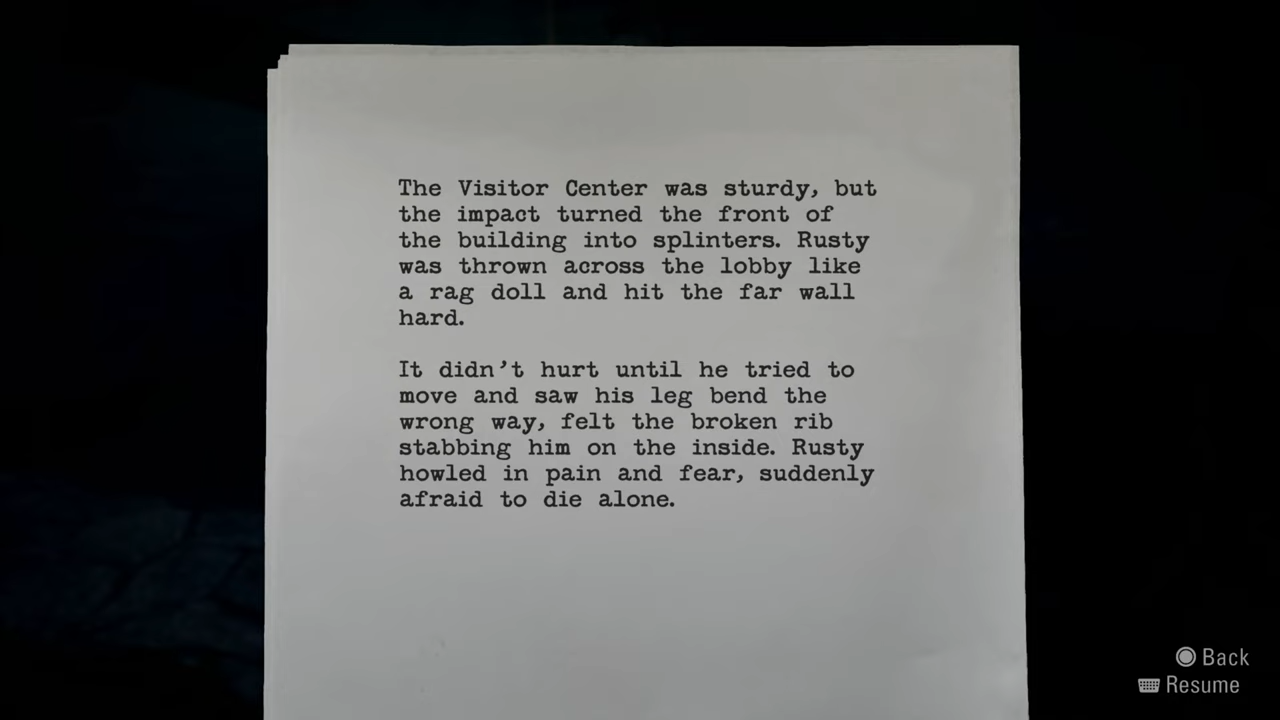 The Visitor Center was sturdy, but
the impact turned the front of
the building into splinters. Rusty
was thrown across the lobby like
a rag doll and hit the far wall
hard.
It didn't hurt until he tried to
move and saw his leg bend the
wrong way, felt the broken rib
stabbing him on the inside. Rusty
howled in pain and fear, suddenly
afraid to die alone.
Back
Resume